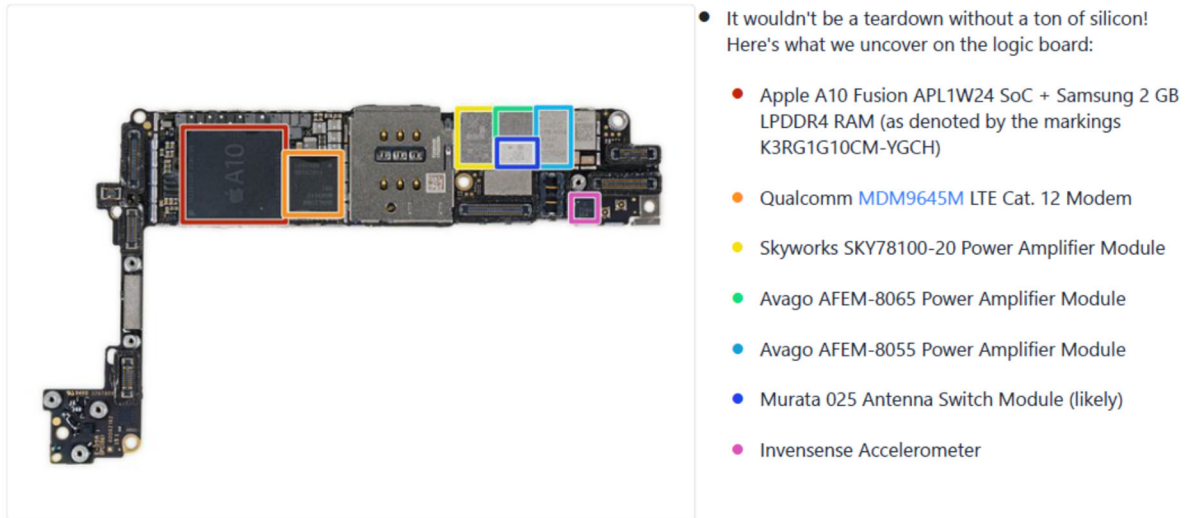 It wouldn't be a teardown without a ton of silicon!
Here's what we uncover on the logic board:
Apple A10 Fusion APL1W24 SoC + Samsung 2 GB
LPDDR4 RAM (as denoted by the markings
K3RG1G10CM-YGCH)
Qualcomm MDM9645M LTE Cat. 12 Modem
Skyworks SKY78100-20 Power Amplifier Module
Avago AFEM-8065 Power Amplifier Module
Avago AFEM-8055 Power Amplifier Module
Murata 025 Antenna Switch Module (likely)
Invensense Accelerometer
A10